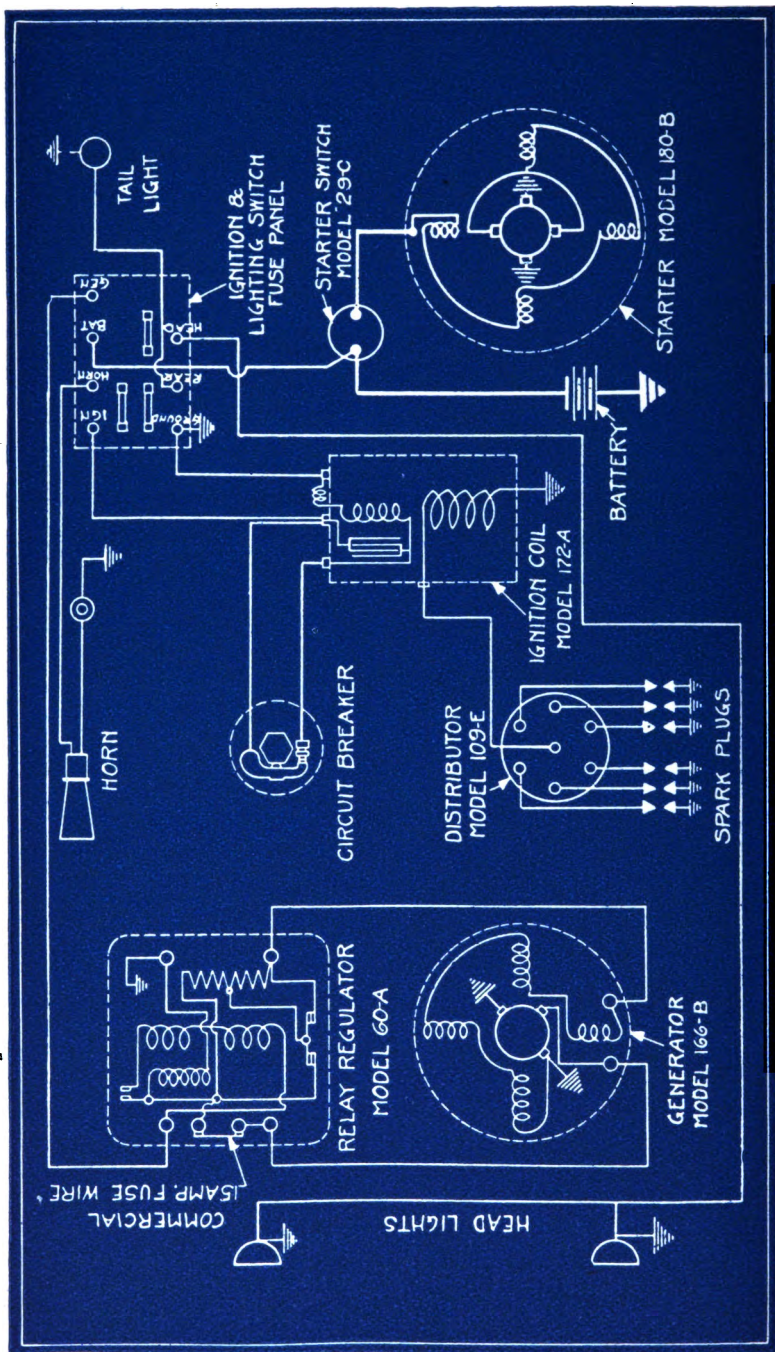 TAIL
LIGHT
GEN
BAT
HORN
IGN
HEAD
REAR
GROUND
IGNITION &
LIGHTING SWITCH
FUSE PANEL
STARTER SWITCH
MODEL 29-C
STARTER MODEL 180-B
BATTERY
HORN
CIRCUIT BREAKER
IGNITION COIL
MODEL 172-A
DISTRIBUTOR
MODEL 109-E
SPARK PLUGS
RELAY REGULATOR
MODEL 60-A
GENERATOR
MODEL 166-B
COMMERCIAL
15 AMP. FUSE WIRE
HEAD LIGHTS